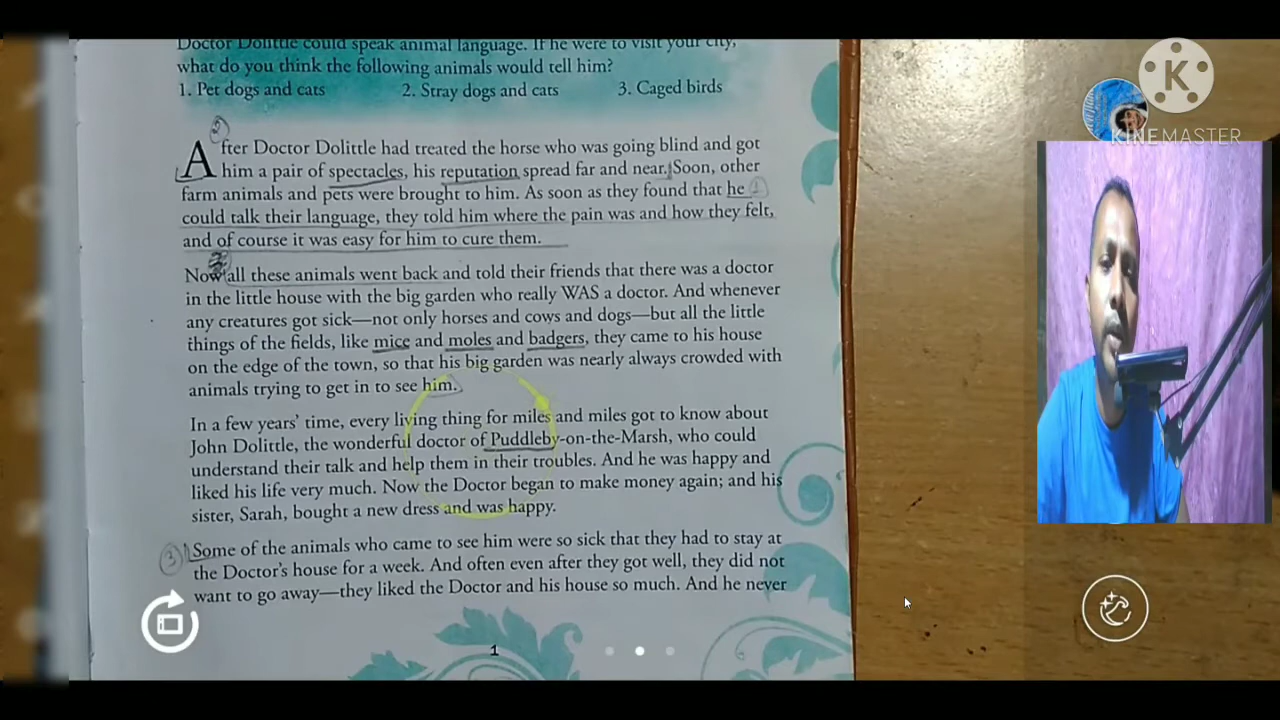 Doctor Dolittle could speak animal language. If he were to visit your city,
what do you think the following animals would tell him?
1. Pet dogs and cats 2. Stray dogs and cats 3. Caged birds
After Doctor Dolittle had treated the horse who was going blind and got
him a pair of spectacles, his reputation spread far and near. Soon, other
farm animals and pets were brought to him. As soon as they found that he
could talk their language, they told him where the pain was and how they felt,
and of course it was easy for him to cure them.
Now all these animals went back and told their friends that there was a doctor
in the little house with the big garden who really WAS a doctor. And whenever
any creatures got sick—not only horses and cows and dogs—but all the little
things of the fields, like mice and moles and badgers, they came to his house
on the edge of the town, so that his big garden was nearly always crowded with
animals trying to get in to see him.
In a few years' time, every living thing for miles and miles got to know about
John Dolittle, the wonderful doctor of Puddleby-on-the-Marsh, who could
understand their talk and help them in their troubles. And he was happy and
liked his life very much. Now the Doctor began to make money again; and his
sister, Sarah, bought a new dress and was happy.
3 Some of the animals who came to see him were so sick that they had to stay at
the Doctor's house for a week. And often even after they got well, they did not
want to go away—they liked the Doctor and his house so much. And he never
1
K
KINEMASTER